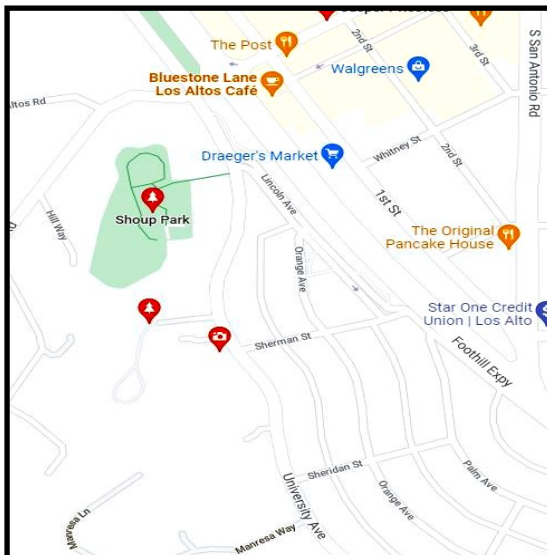 The Post
2nd St
3rd St
S San Antonio Rd
Walgreens
Bluestone Lane
Los Altos Café
ltos Rd
Draeger's Market
Whitney St
2nd St
Lincoln Ave
1st St
Shoup Park
Hill Way
The Original
Pancake House
Orange Ave
Star One Credit
Union | Los Alto
Sherman St
Foothill Expy
Sheridan St
Palm Ave
Orange Ave
University Ave
Manresa Ln
Manresa Way